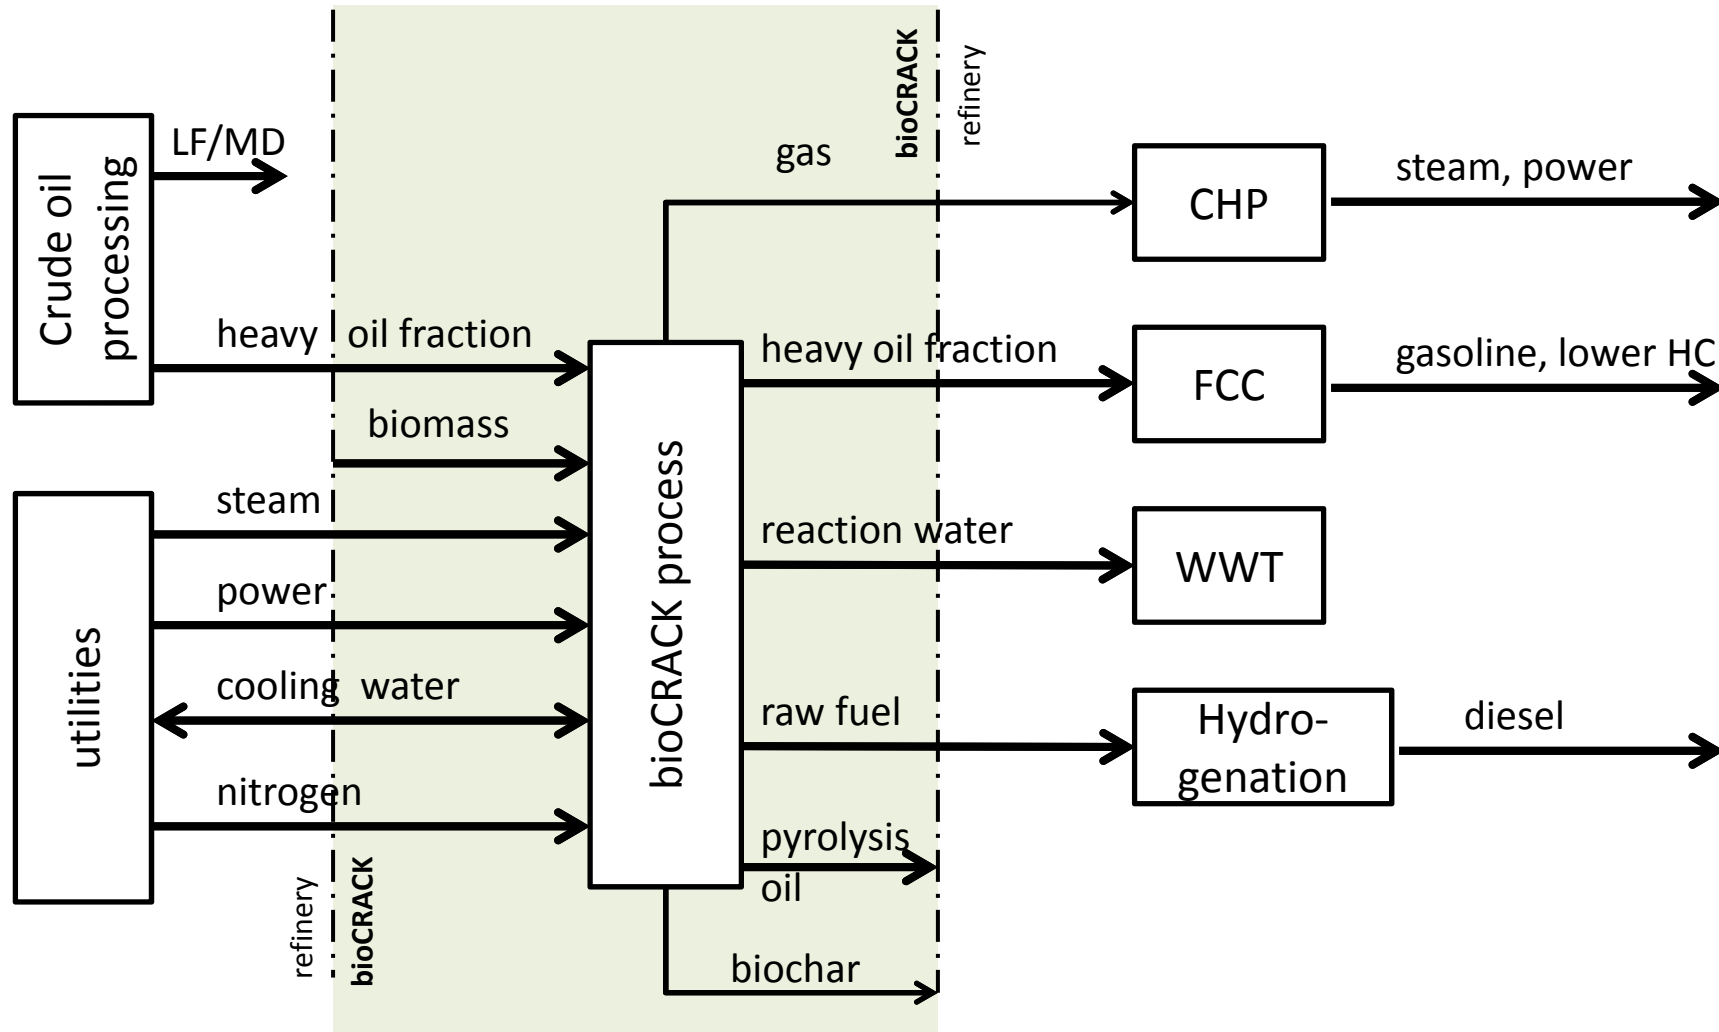 Crude oil
processing
LF/MD
heavy oil fraction
biomass
utilities
steam
power
cooling water
nitrogen
refinery
bioCRACK
bioCRACK process
bioCRACK
refinery
gas
heavy oil fraction
reaction water
raw fuel
pyrolysis
oil
biochar
CHP
steam, power
FCC
gasoline, lower HC
WWT
Hydro-
genation
diesel